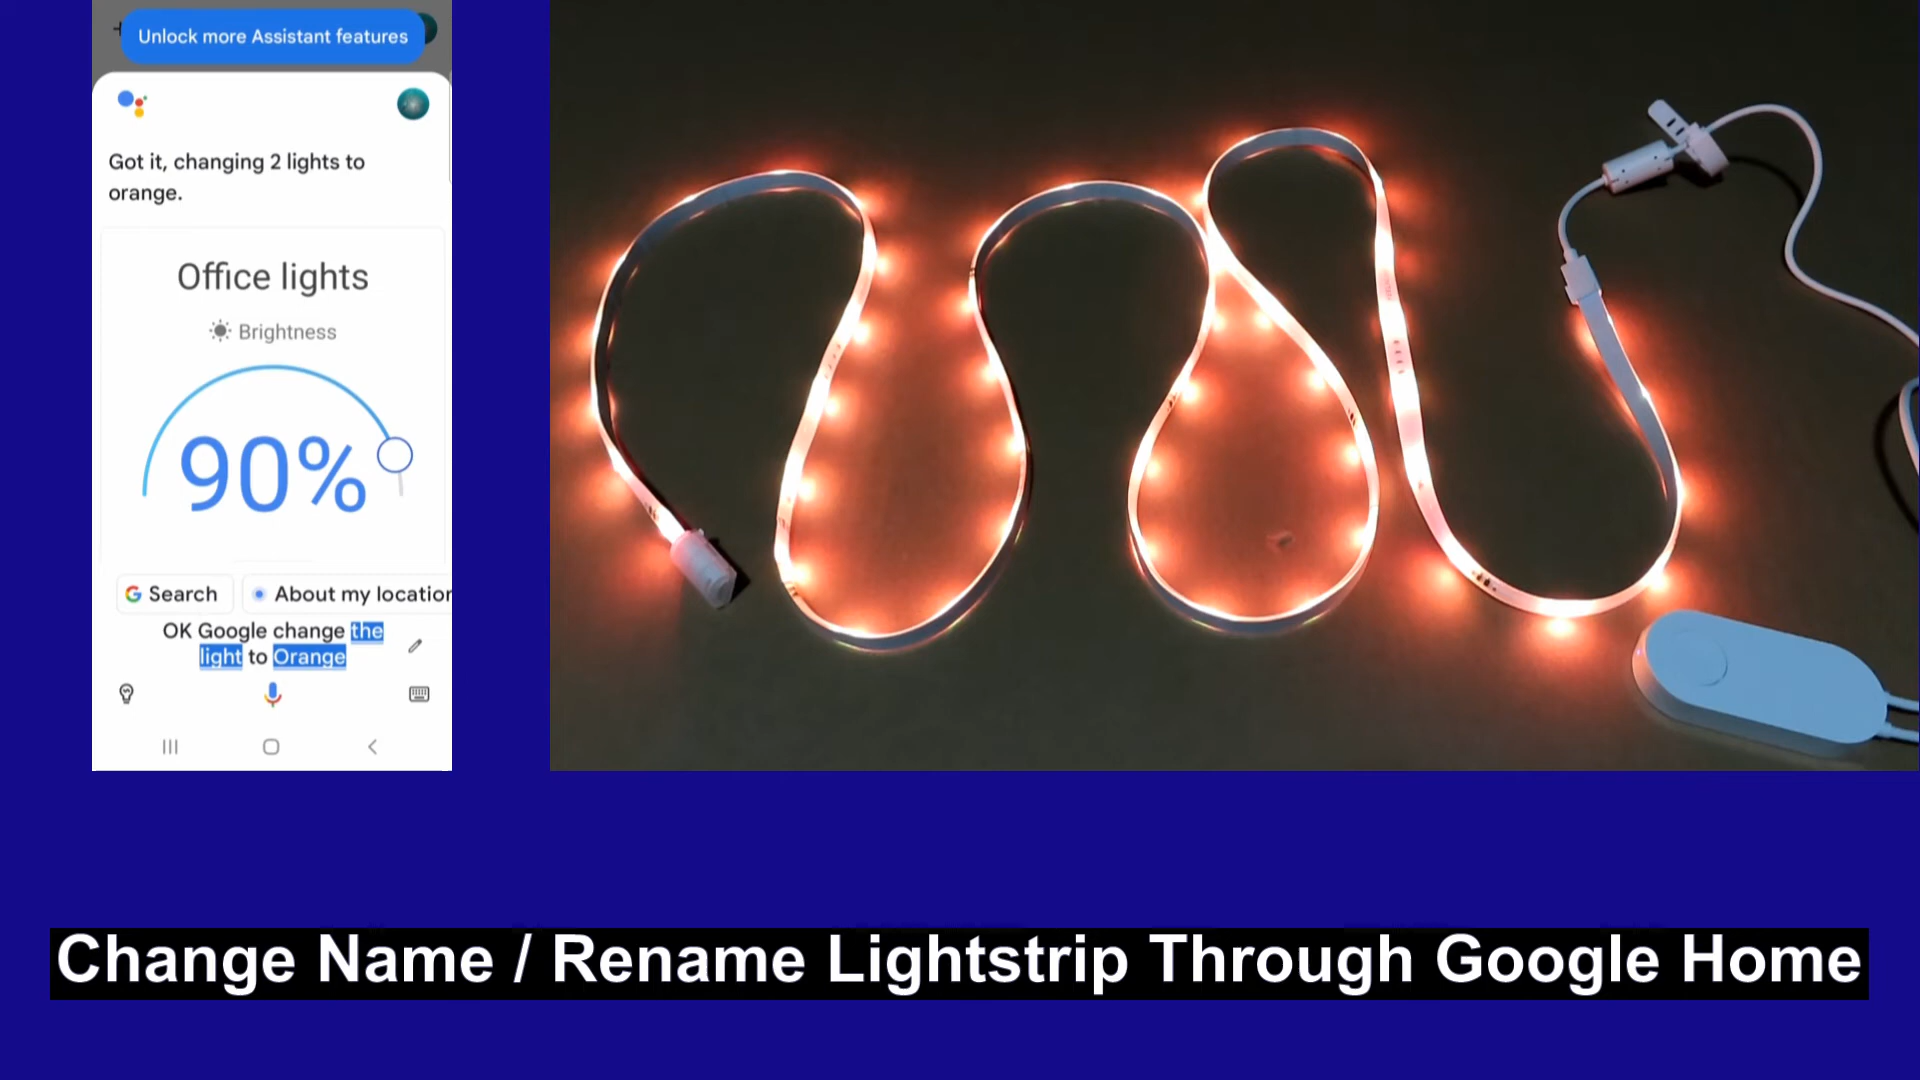 Unlock more Assistant features
Got it, changing 2 lights to
orange.
Office lights
Brightness
90%
Search
About my location
OK Google change the
light to Orange
Change Name / Rename Lightstrip Through Google Home